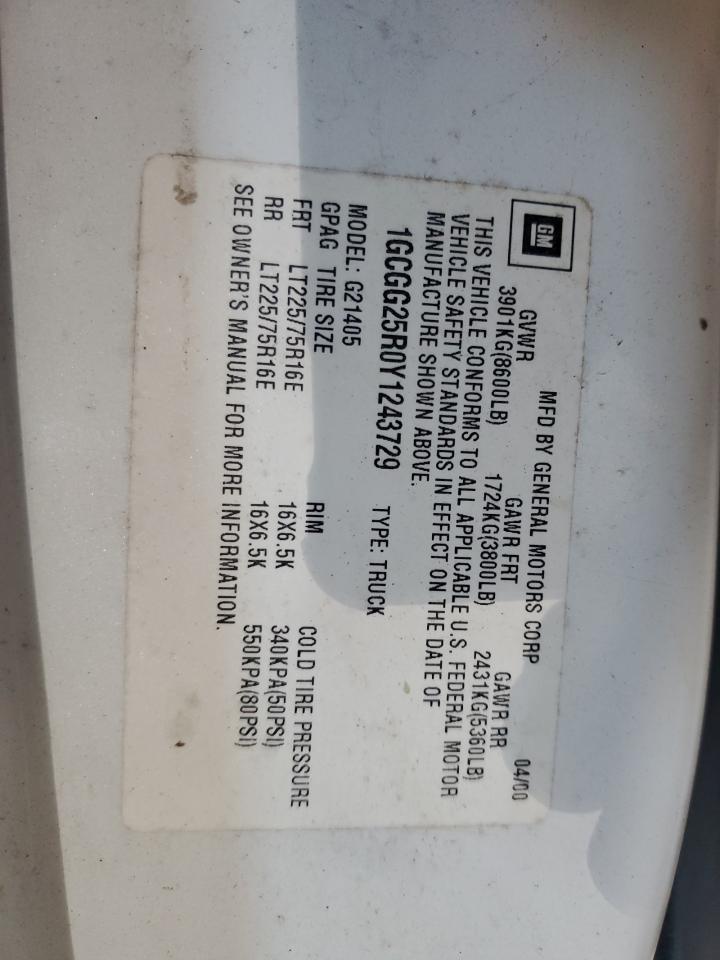 GM
MFD BY GENERAL MOTORS CORP 04/00
GVWR GAWR FRT GAWR RR
3901KG(8600LB) 1724KG(3800LB) 2431KG(5360LB)
THIS VEHICLE CONFORMS TO ALL APPLICABLE U.S. FEDERAL MOTOR
VEHICLE SAFETY STANDARDS IN EFFECT ON THE DATE OF
MANUFACTURE SHOWN ABOVE.
1GCGG25R0Y1243729 TYPE: TRUCK
MODEL: G21405
GPAG TIRE SIZE RIM COLD TIRE PRESSURE
FRT LT225/75R16E 16X6.5K 340KPA(50PSI)
RR LT225/75R16E 16X6.5K 550KPA(80PSI)
SEE OWNER'S MANUAL FOR MORE INFORMATION.